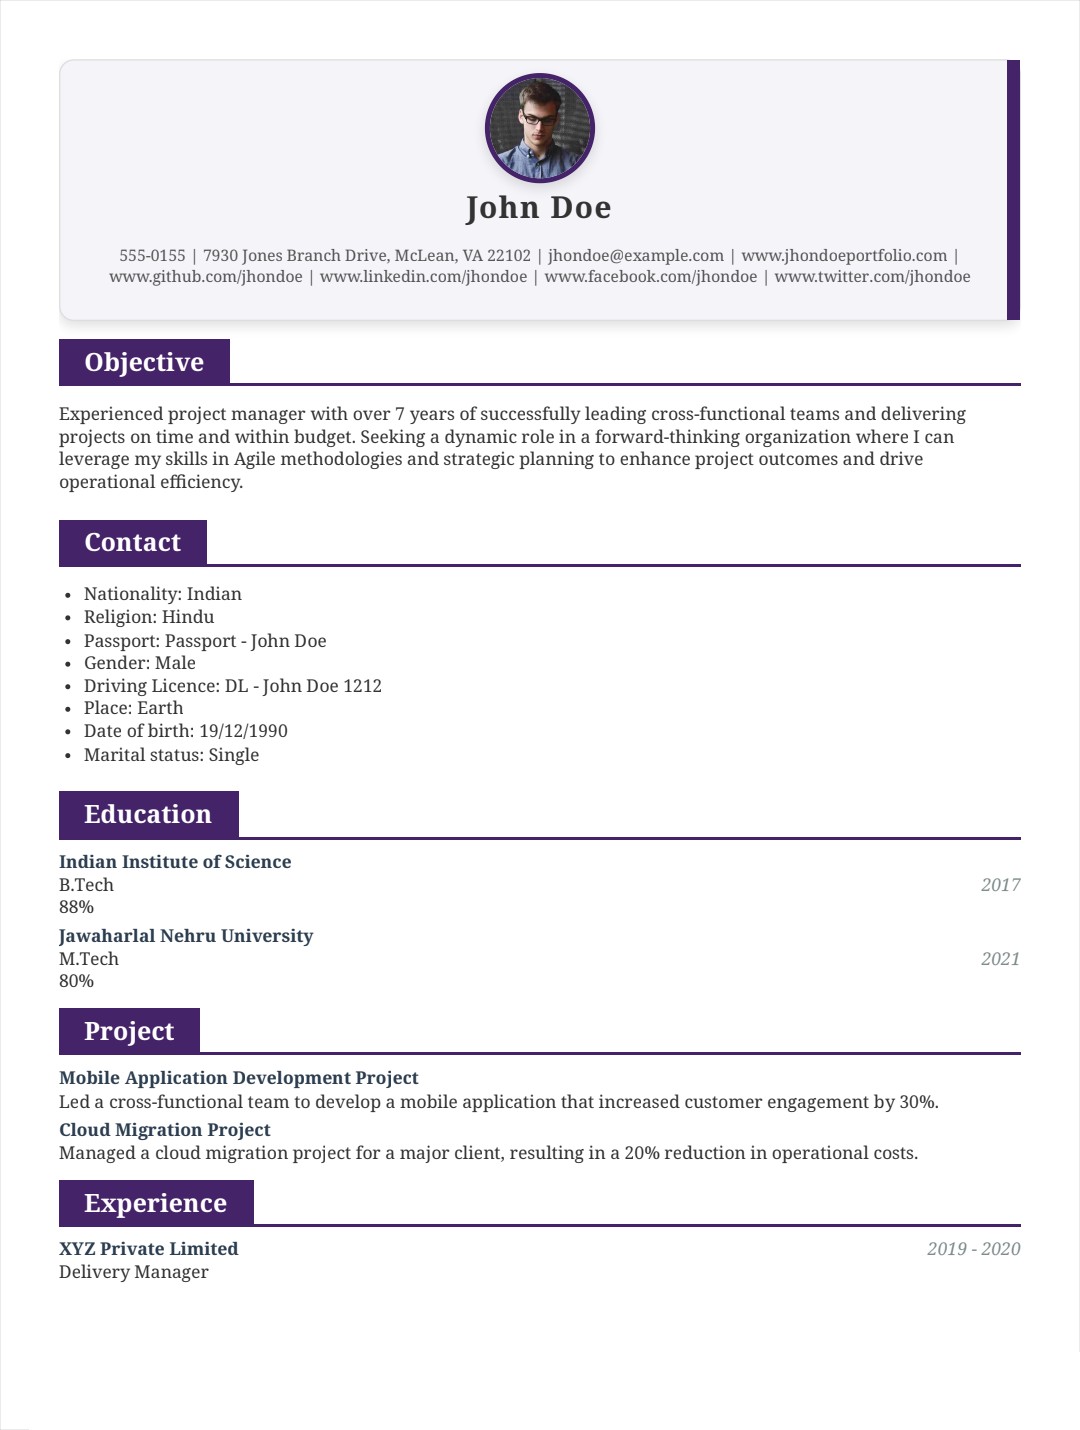 John Doe
555-0155 | 7930 Jones Branch Drive, McLean, VA 22102 | jhondoe@example.com | www.jhondoeportfolio.com |
www.github.com/jhondoe | www.linkedin.com/jhondoe | www.facebook.com/jhondoe | www.twitter.com/jhondoe
Objective
Experienced project manager with over 7 years of successfully leading cross-functional teams and delivering
projects on time and within budget. Seeking a dynamic role in a forward-thinking organization where I can
leverage my skills in Agile methodologies and strategic planning to enhance project outcomes and drive
operational efficiency.
Contact
• Nationality: Indian
• Religion: Hindu
• Passport: Passport - John Doe
• Gender: Male
• Driving Licence: DL - John Doe 1212
• Place: Earth
• Date of birth: 19/12/1990
• Marital status: Single
Education
Indian Institute of Science
B.Tech 2017
88%
Jawaharlal Nehru University
M.Tech 2021
80%
Project
Mobile Application Development Project
Led a cross-functional team to develop a mobile application that increased customer engagement by 30%.
Cloud Migration Project
Managed a cloud migration project for a major client, resulting in a 20% reduction in operational costs.
Experience
XYZ Private Limited 2019 - 2020
Delivery Manager